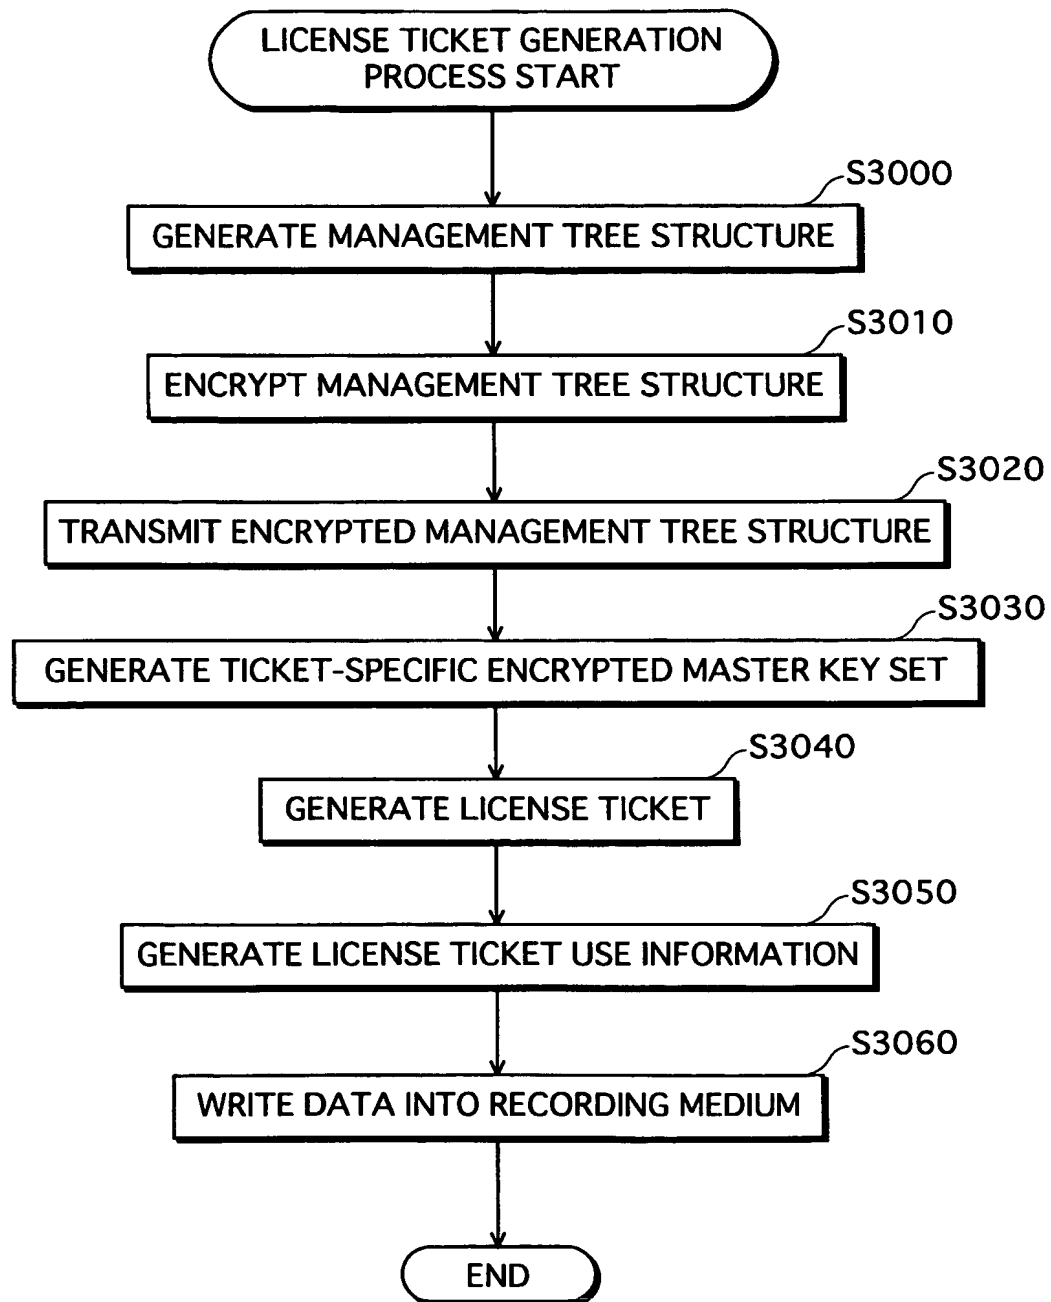 LICENSE TICKET GENERATION
PROCESS START
S3000
GENERATE MANAGEMENT TREE STRUCTURE
S3010
ENCRYPT MANAGEMENT TREE STRUCTURE
S3020
TRANSMIT ENCRYPTED MANAGEMENT TREE STRUCTURE
S3030
GENERATE TICKET-SPECIFIC ENCRYPTED MASTER KEY SET
S3040
GENERATE LICENSE TICKET
S3050
GENERATE LICENSE TICKET USE INFORMATION
S3060
WRITE DATA INTO RECORDING MEDIUM
END